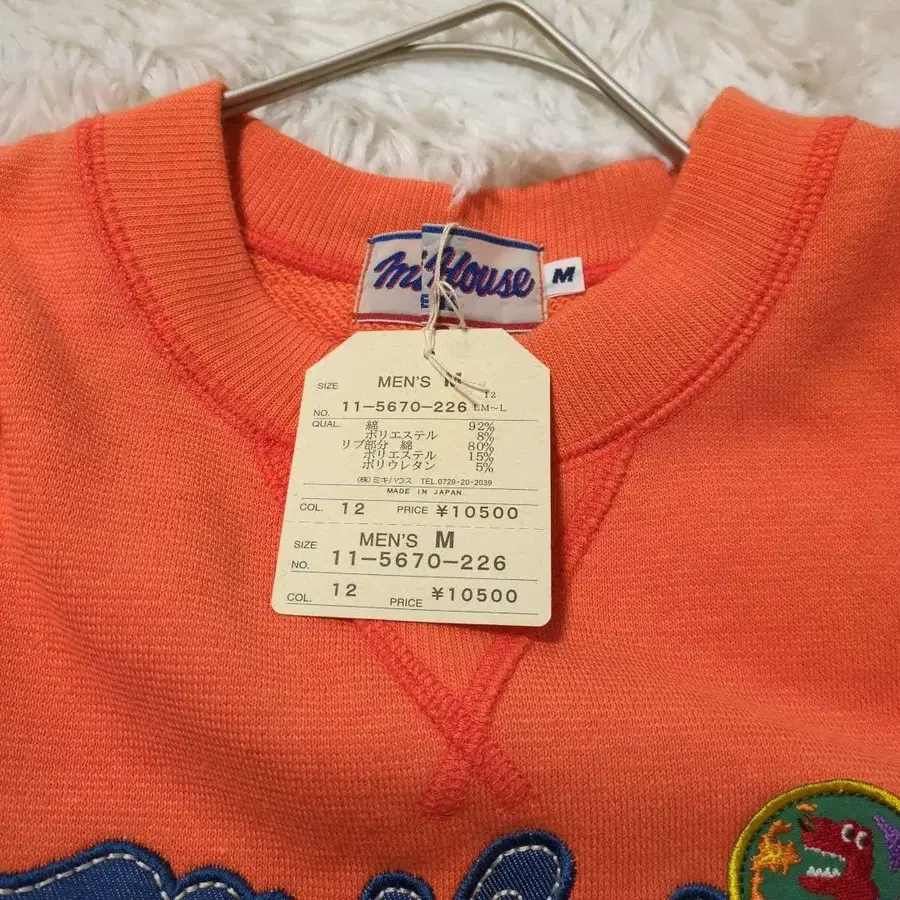 miki House
M
SIZE MEN'S M
12
NO. 11-5670-226 LM~L
QUAL. 綿 92%
ポリエステル 8%
リブ部分 綿 80%
ポリエステル 15%
ポリウレタン 5%
(株)ミキハウス TEL.0729-20-2039
MADE IN JAPAN
COL. 12 PRICE ¥10500
SIZE MEN'S M
NO. 11-5670-226
COL. 12 PRICE ¥10500